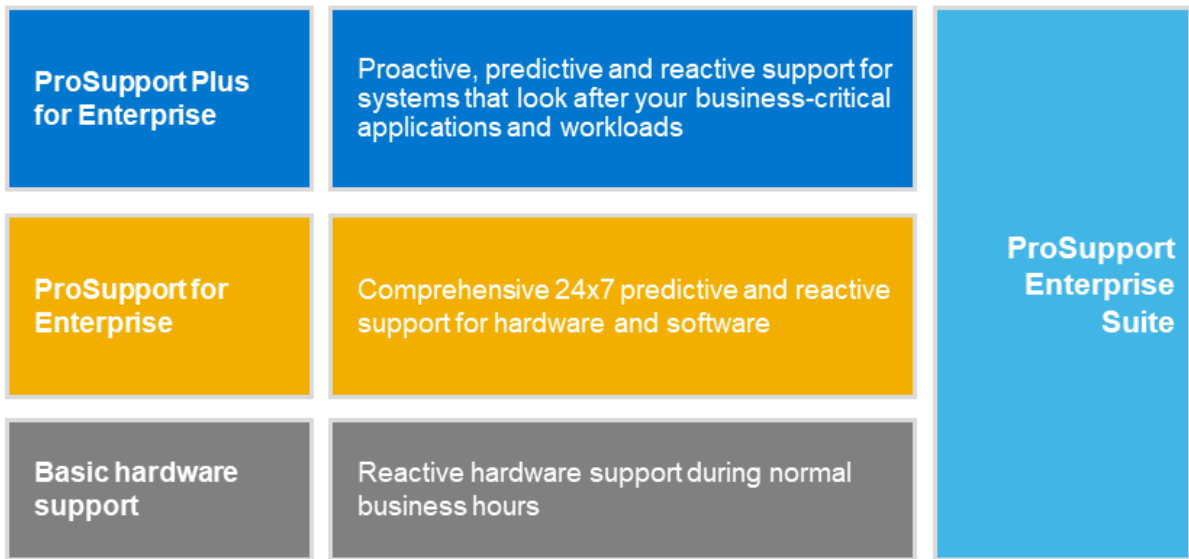 ProSupport Plus
for Enterprise
Proactive, predictive and reactive support for
systems that look after your business-critical
applications and workloads
ProSupport for
Enterprise
Comprehensive 24x7 predictive and reactive
support for hardware and software
Basic hardware
support
Reactive hardware support during normal
business hours
ProSupport
Enterprise
Suite